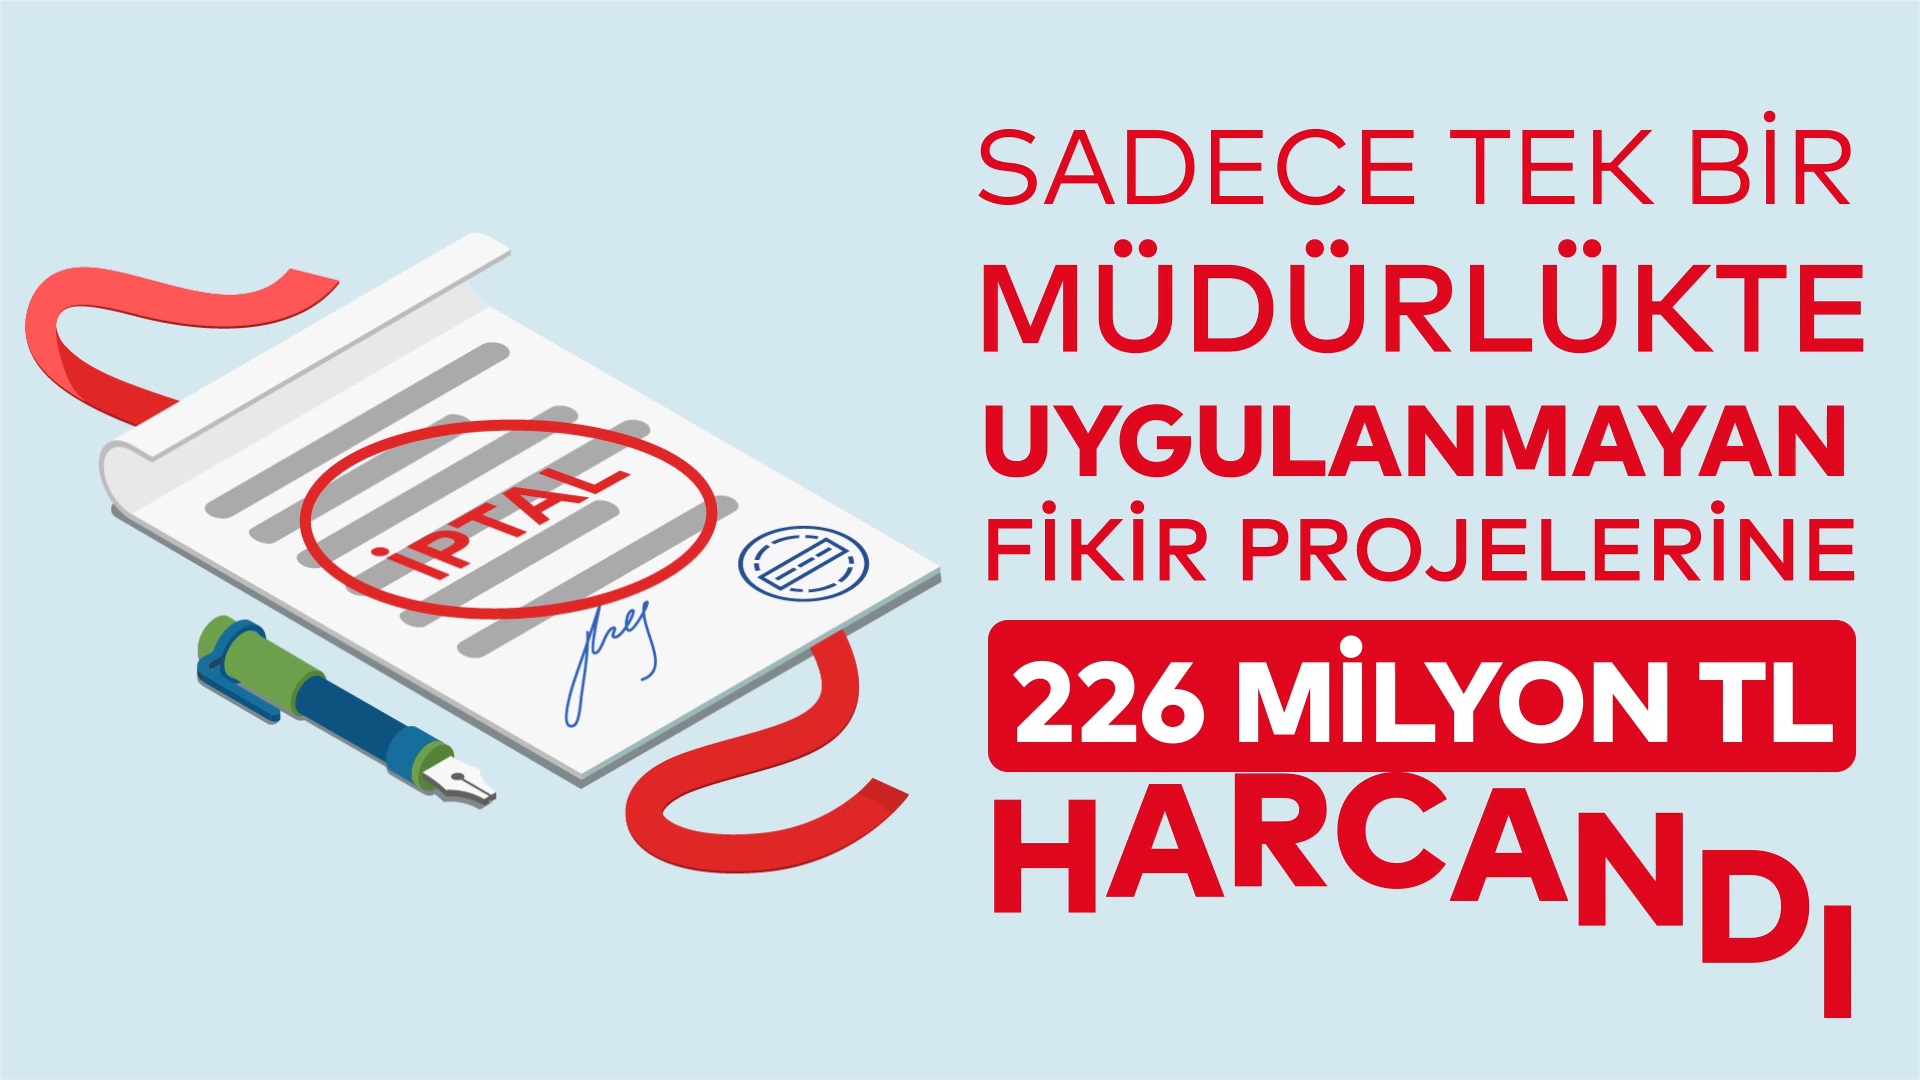 SADECE TEK BİR
MÜDÜRLÜKTE
UYGULANMAYAN
FİKİR PROJELERİNE
226 MİLYON TL
HARCANDI
İPTAL